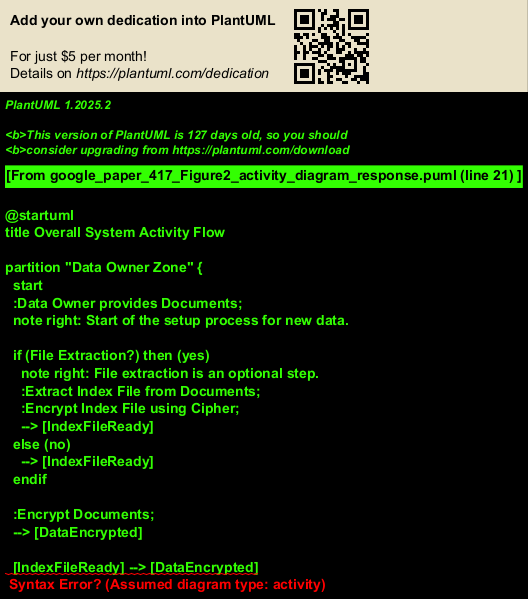 Add your own dedication into PlantUML
For just $5 per month!
Details on https://plantuml.com/dedication
PlantUML 1.2025.2
<b>This version of PlantUML is 127 days old, so you should
<b>consider upgrading from https://plantuml.com/download
[From google_paper_417_Figure2_activity_diagram_response.puml (line 21) ]
@startuml
title Overall System Activity Flow
partition "Data Owner Zone" {
start
:Data Owner provides Documents;
note right: Start of the setup process for new data.
if (File Extraction?) then (yes)
note right: File extraction is an optional step.
:Extract Index File from Documents;
:Encrypt Index File using Cipher;
--> [IndexFileReady]
else (no)
--> [IndexFileReady]
endif
:Encrypt Documents;
--> [DataEncrypted]
[IndexFileReady] --> [DataEncrypted]
Syntax Error? (Assumed diagram type: activity)